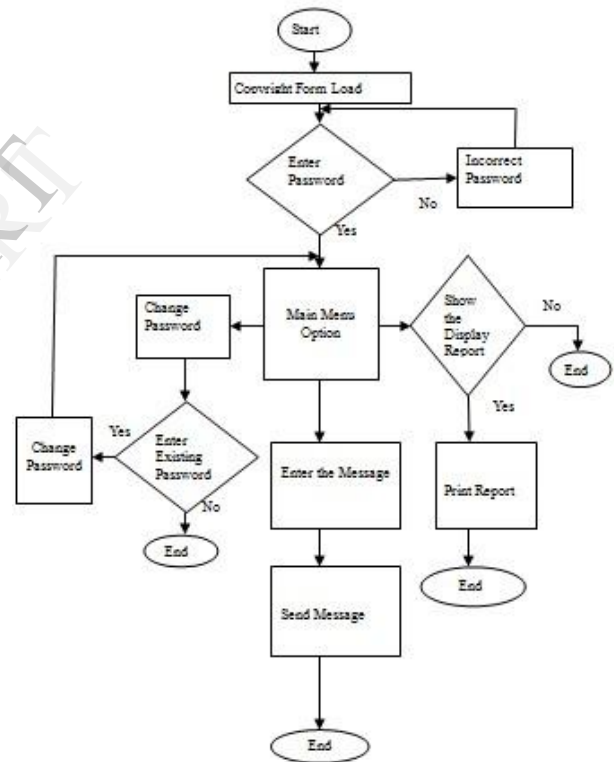 Start
Copyright Form Load
Enter
Password
Incorrect
Password
No
Yes
Change
Password
Main Menu
Option
Show
the
Display
Report
No
End
Yes
Change
Password
Yes
Enter
Existing
Password
No
End
Enter the Message
Print Report
End
Send Message
End